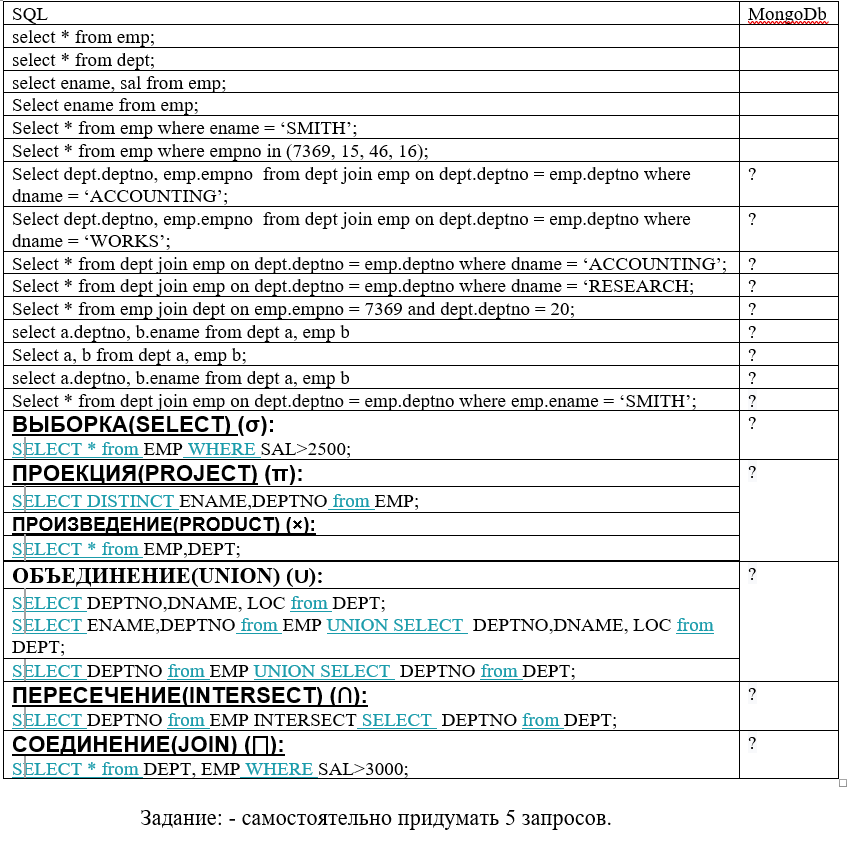 SQL MongoDb
select * from emp;
select * from dept;
select ename, sal from emp;
Select ename from emp;
Select * from emp where ename = ‘SMITH’;
Select * from emp where empno in (7369, 15, 46, 16);
Select dept.deptno, emp.empno from dept join emp on dept.deptno = emp.deptno where ?
dname = ‘ACCOUNTING’;
Select dept.deptno, emp.empno from dept join emp on dept.deptno = emp.deptno where ?
dname = ‘WORKS’;
Select * from dept join emp on dept.deptno = emp.deptno where dname = ‘ACCOUNTING’; ?
Select * from dept join emp on dept.deptno = emp.deptno where dname = ‘RESEARCH; ?
Select * from emp join dept on emp.empno = 7369 and dept.deptno = 20; ?
select a.deptno, b.ename from dept a, emp b ?
Select a, b from dept a, emp b; ?
select a.deptno, b.ename from dept a, emp b ?
Select * from dept join emp on dept.deptno = emp.deptno where emp.ename = ‘SMITH’; ?
ВЫБОРКА(SELECT) (σ): ?
SELECT * from EMP WHERE SAL>2500;
ПРОЕКЦИЯ(PROJECT) (π): ?
SELECT DISTINCT ENAME,DEPTNO from EMP;
ПРОИЗВЕДЕНИЕ(PRODUCT) (×):
SELECT * from EMP,DEPT;
ОБЪЕДИНЕНИЕ(UNION) (∪): ?
SELECT DEPTNO,DNAME, LOC from DEPT;
SELECT ENAME,DEPTNO from EMP UNION SELECT DEPTNO,DNAME, LOC from
DEPT;
SELECT DEPTNO from EMP UNION SELECT DEPTNO from DEPT;
ПЕРЕСЕЧЕНИЕ(INTERSECT) (∩): ?
SELECT DEPTNO from EMP INTERSECT SELECT DEPTNO from DEPT;
СОЕДИНЕНИЕ(JOIN) (∏): ?
SELECT * from DEPT, EMP WHERE SAL>3000;
Задание: - самостоятельно придумать 5 запросов.